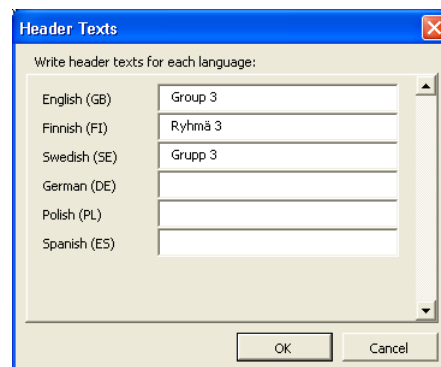 Header Texts
Write header texts for each language:
English (GB) Group 3
Finnish (FI) Ryhmä 3
Swedish (SE) Grupp 3
German (DE)
Polish (PL)
Spanish (ES)
OK Cancel